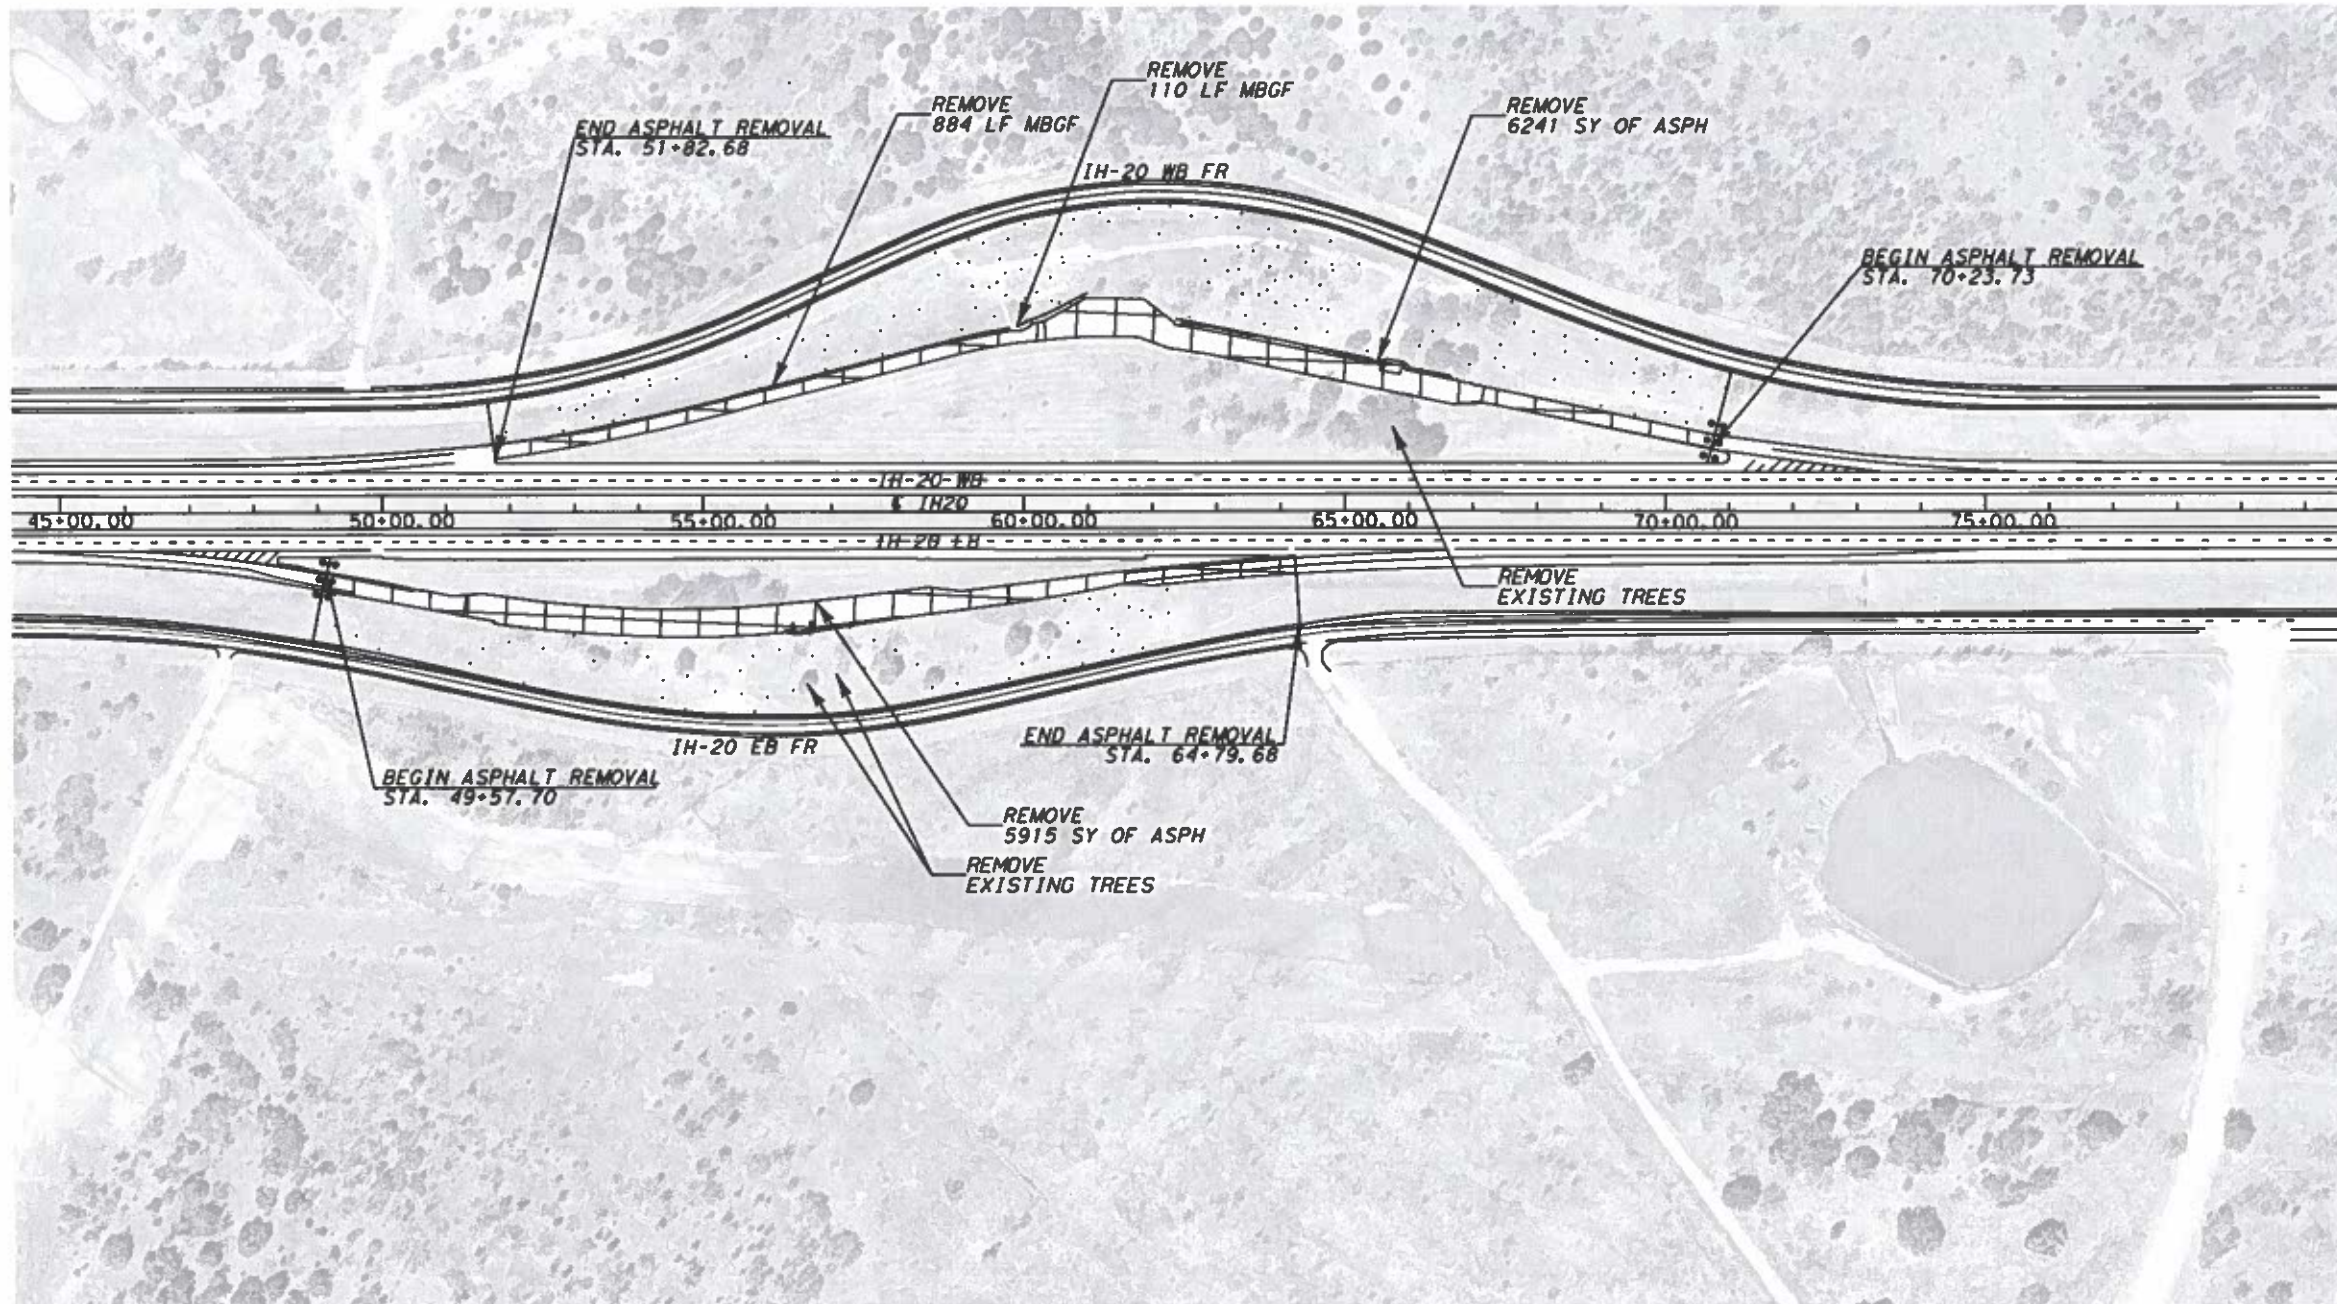 REMOVE
110 LF MBGF
REMOVE
884 LF MBGF
REMOVE
6241 SY OF ASPH
END ASPHALT REMOVAL
STA. 51+82.68
IH-20 WB FR
BEGIN ASPHALT REMOVAL
STA. 70+23.73
IH-20-WB
℄ IH20
45+00.00 50+00.00 55+00.00 60+00.00 65+00.00 70+00.00 75+00.00
IH-20 EB
REMOVE
EXISTING TREES
IH-20 EB FR
END ASPHALT REMOVAL
STA. 64+79.68
BEGIN ASPHALT REMOVAL
STA. 49+57.70
REMOVE
5915 SY OF ASPH
REMOVE
EXISTING TREES